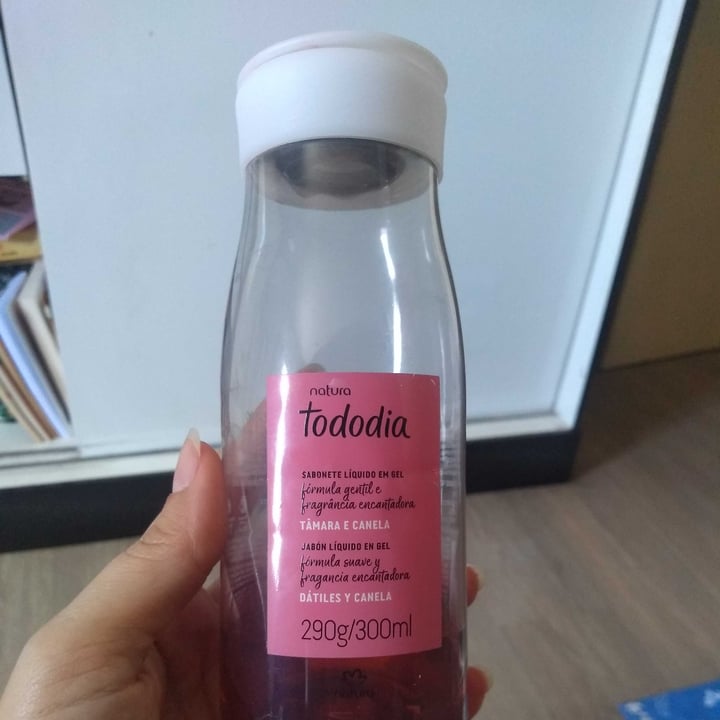 natura
tododia
SABONETE LÍQUIDO EM GEL
fórmula gentil e
fragrância encantadora
TÂMARA E CANELA
JABÓN LÍQUIDO EN GEL
fórmula suave y
fragancia encantadora
DÁTILES Y CANELA
290g/300ml
natura